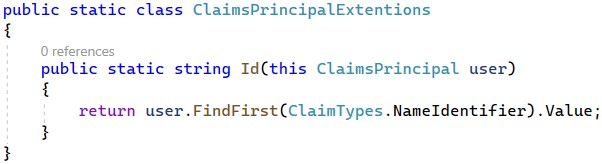 public static class ClaimsPrincipalExtentions
{
0 references
public static string Id(this ClaimsPrincipal user)
{
return user.FindFirst(ClaimTypes.NameIdentifier).Value;
}
}